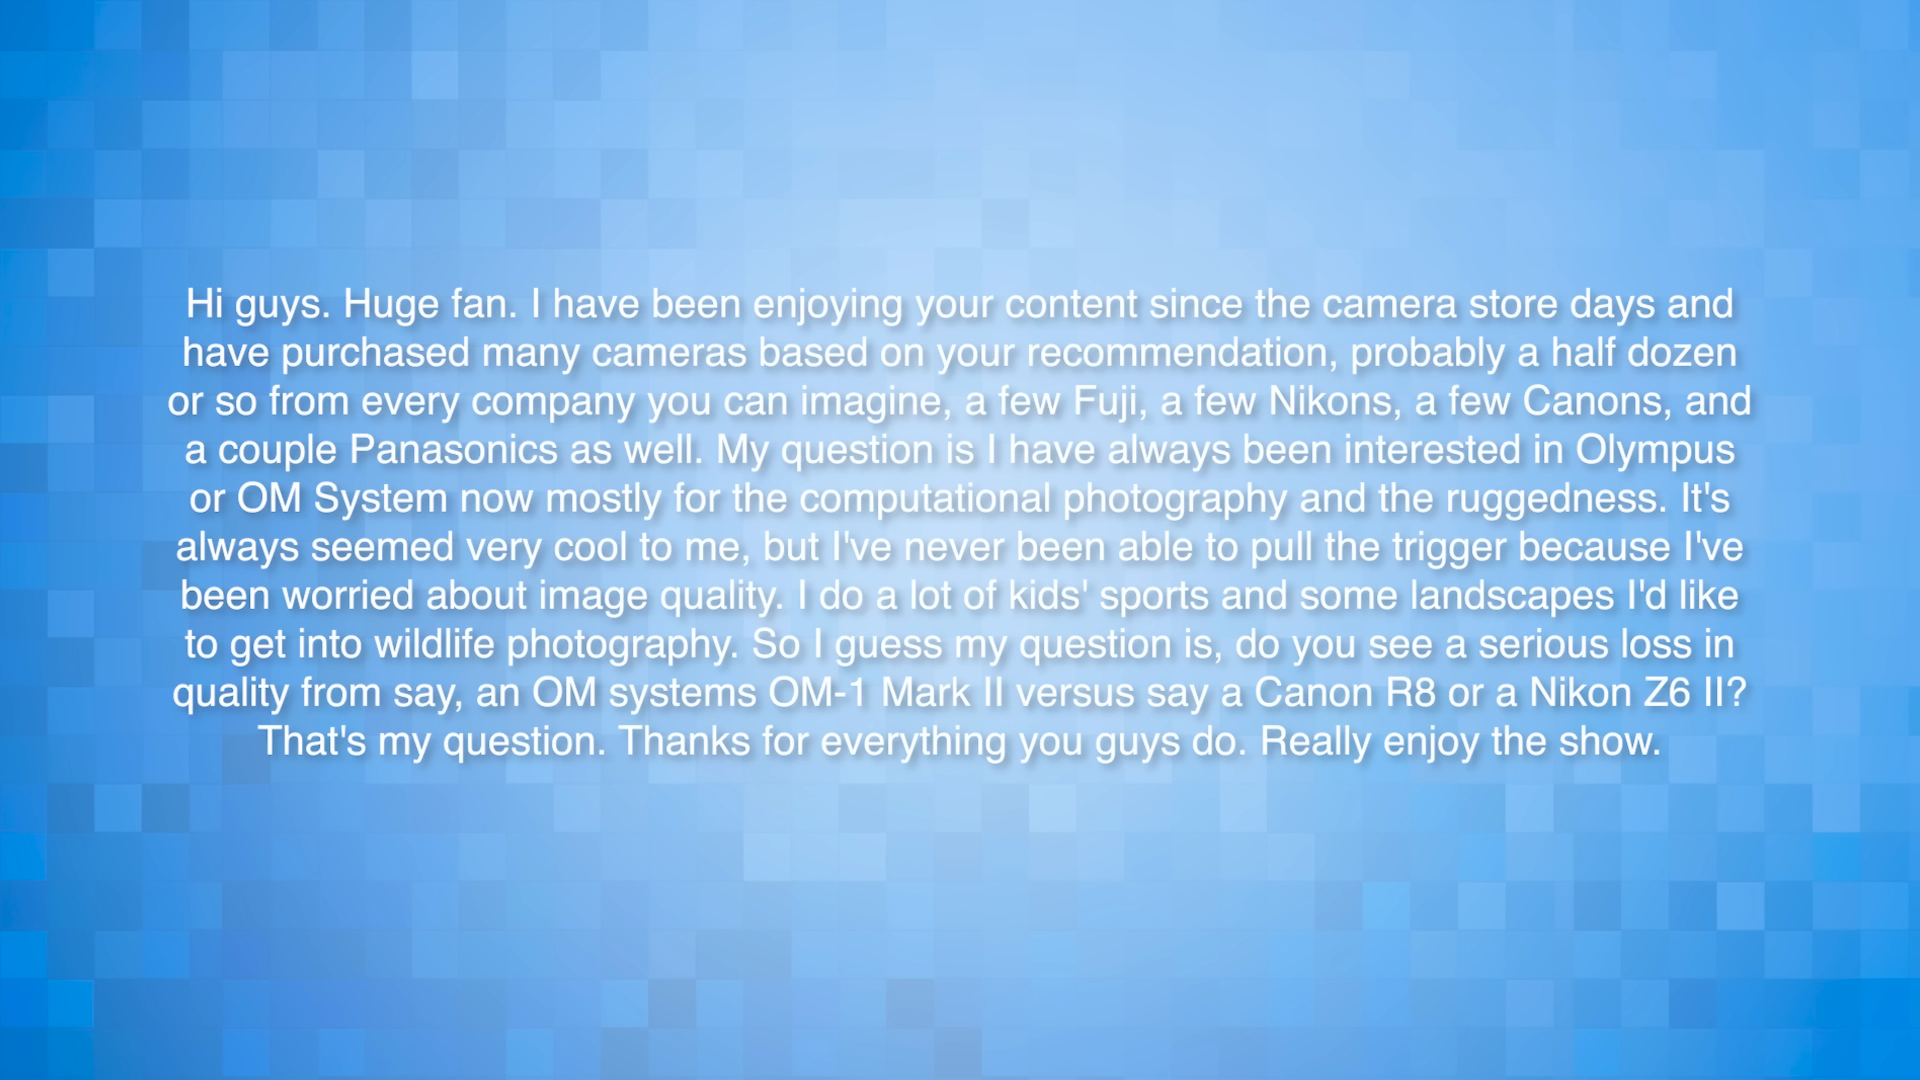 Hi guys. Huge fan. I have been enjoying your content since the camera store days and
have purchased many cameras based on your recommendation, probably a half dozen
or so from every company you can imagine, a few Fuji, a few Nikons, a few Canons, and
a couple Panasonics as well. My question is I have always been interested in Olympus
or OM System now mostly for the computational photography and the ruggedness. It's
always seemed very cool to me, but I've never been able to pull the trigger because I've
been worried about image quality. I do a lot of kids' sports and some landscapes I'd like
to get into wildlife photography. So I guess my question is, do you see a serious loss in
quality from say, an OM systems OM-1 Mark II versus say a Canon R8 or a Nikon Z6 II?
That's my question. Thanks for everything you guys do. Really enjoy the show.